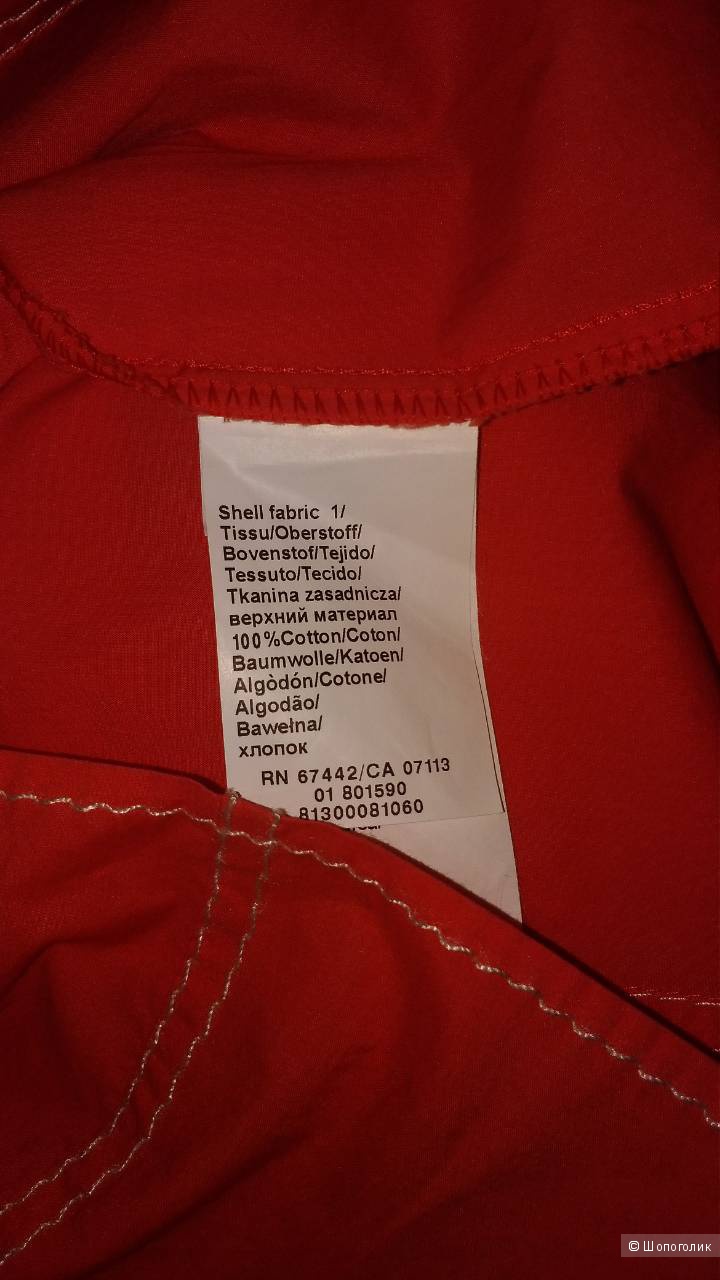 Shell fabric 1/
Tissu/Oberstoff/
Bovenstof/Tejido/
Tessuto/Tecido/
Tkanina zasadnicza/
верхний материал
100%Cotton/Coton/
Baumwolle/Katoen/
Algòdón/Cotone/
Algodão/
Bawełna/
хлопок
RN 67442/CA 07113
01 801590
81300081060
© Шопоголик